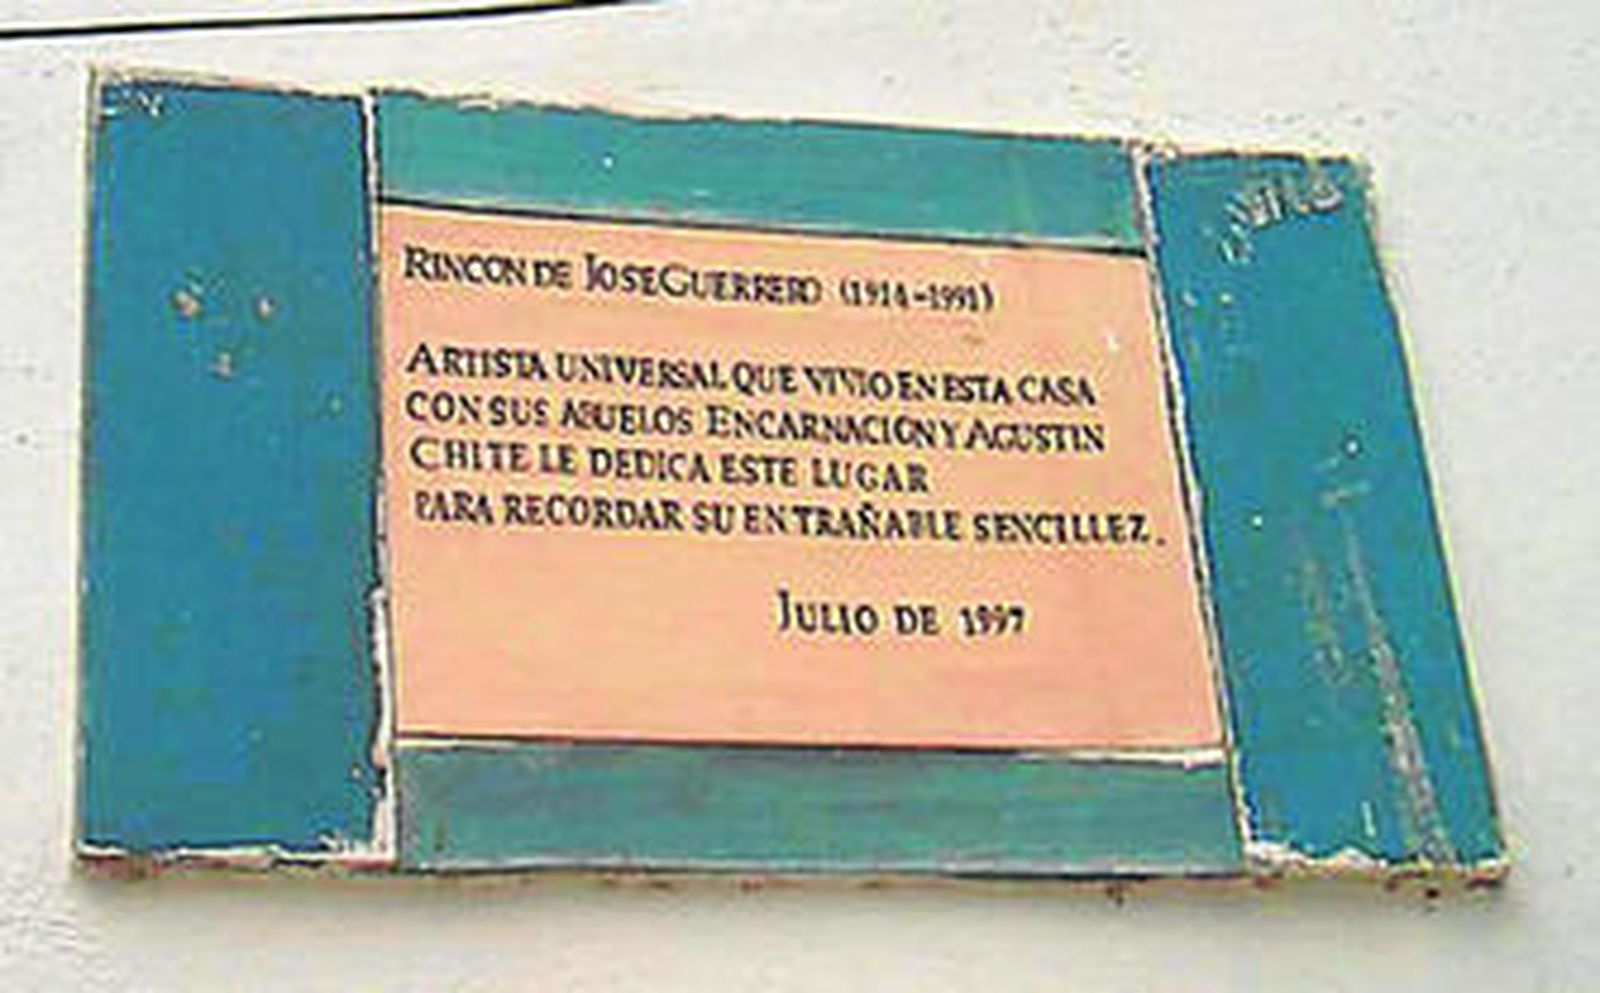 RINCON DE JOSE GUERRERO (1914-1991)
ARTISTA UNIVERSAL QUE VIVIO EN ESTA CASA
CON SUS ABUELOS ENCARNACION Y AGUSTIN
CHITE LE DEDICA ESTE LUGAR
PARA RECORDAR SU ENTRAÑABLE SENCILLEZ.
JULIO DE 1997